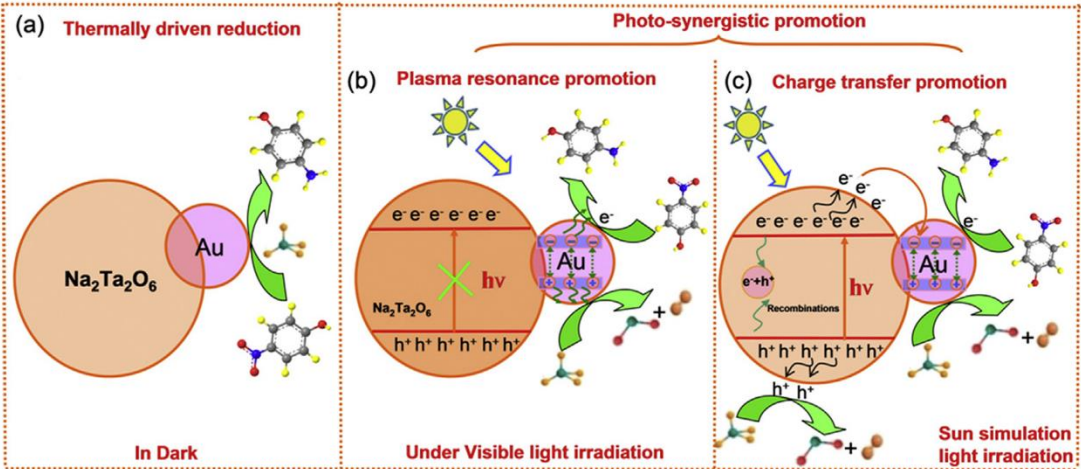 (a)
Thermally driven reduction
Au
Na₂Ta₂O₆
In Dark
Photo-synergistic promotion
(b)
Plasma resonance promotion
e⁻ e⁻ e⁻ e⁻ e⁻ e⁻
e⁻
− − −
Au
hν
+ + +
Na₂Ta₂O₆
+
h⁺ h⁺ h⁺ h⁺ h⁺ h⁺
Under Visible light irradiation
(c)
Charge transfer promotion
e⁻ e⁻
e⁻
e⁻ e⁻ e⁻ e⁻ e⁻ e⁻
e⁻
− − −
Au
e⁻+h⁺
hν
+ + +
Recombinations
+
h⁺ h⁺ h⁺ h⁺ h⁺ h⁺
h⁺ h⁺
+
Sun simulation
light irradiation